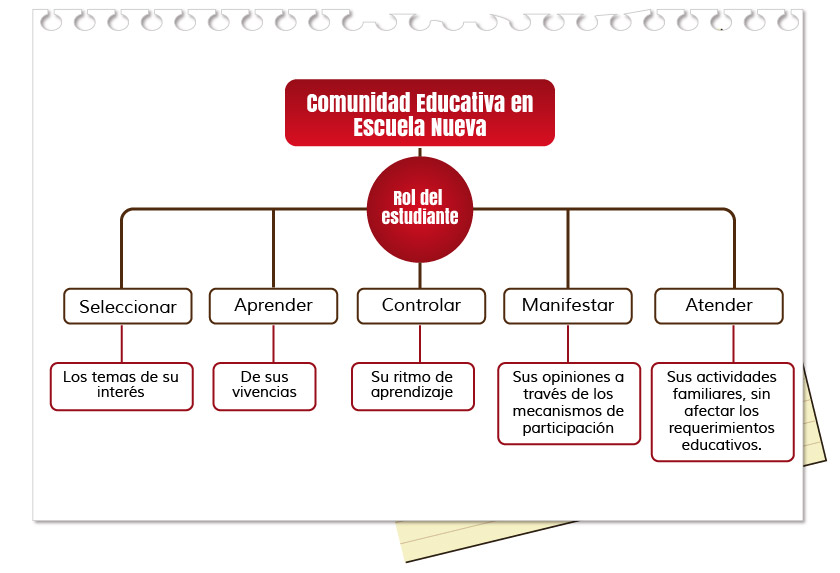 Comunidad Educativa en
Escuela Nueva
Rol del
estudiante
Seleccionar
Aprender
Controlar
Manifestar
Atender
Los temas de su
interés
De sus
vivencias
Su ritmo de
aprendizaje
Sus opiniones a
través de los
mecanismos de
participación
Sus actividades
familiares, sin
afectar los
requerimientos
educativos.